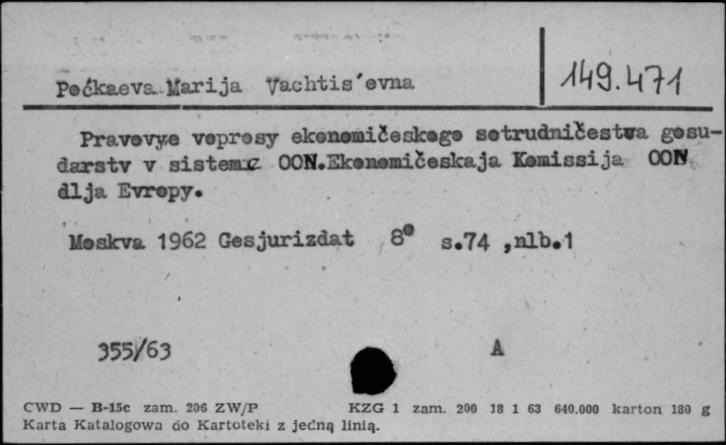 Poćkaeva Marija Vachtis'evna
149.471
Pravovye voprosy ekonomičeskogo sotrudničestva gosu-
darstv v sisteme OON.Ekonomičeskaja Komissija OON
dlja Evropy.
Moskva 1962 Gosjurizdat 8° s.74 ,nlb.1
355/63 A
CWD — B-15c zam. 206 ZW/P KZG 1 zam. 200 18 1 63 640.000 karton 180 g
Karta Katalogowa do Kartoteki z jedną linią.